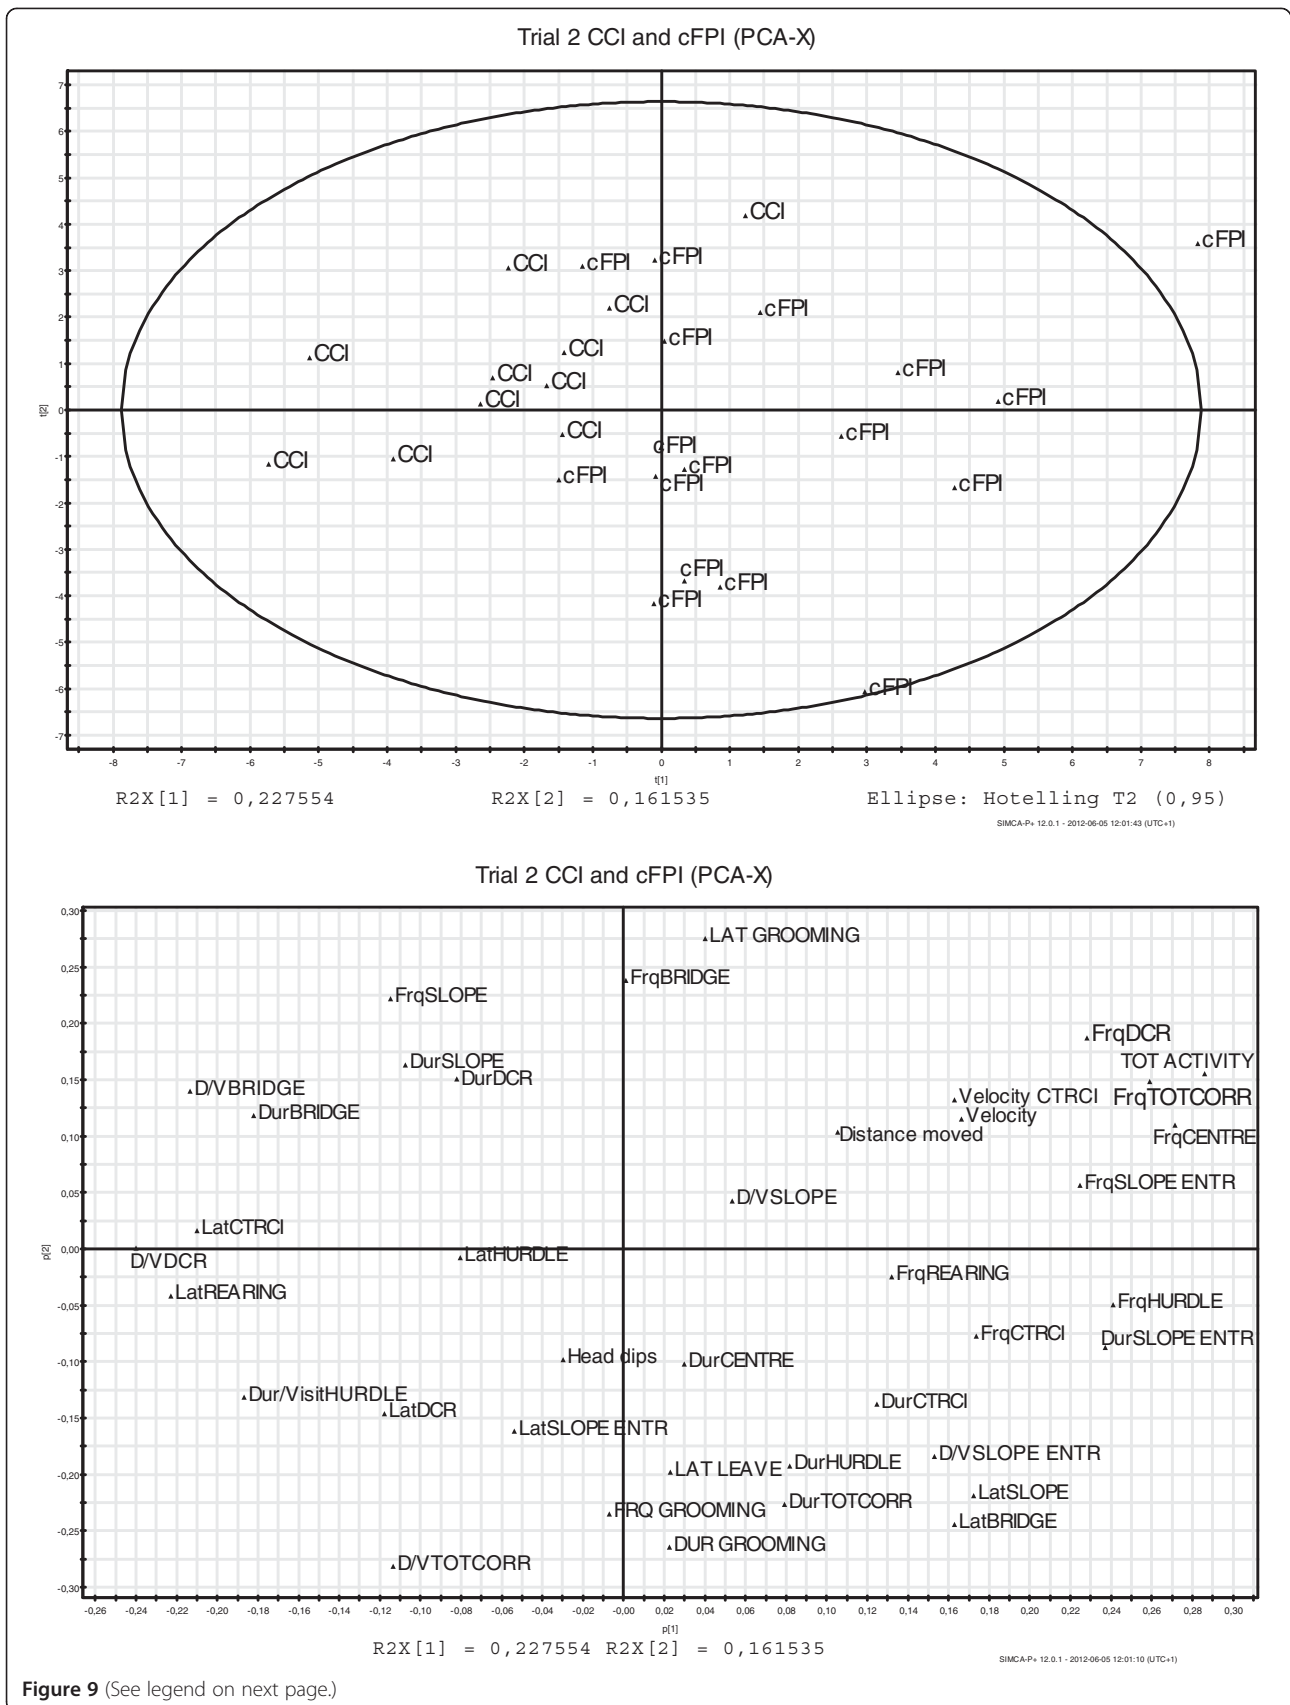 Trial 2 CCI and cFPI (PCA-X)
7
6
5
4
3
2
1
0
-1
-2
-3
-4
-5
-6
-7
t[2]
CCI
cFPI
CCI cFPI cFPI
CCI cFPI
cFPI
CCI CCI
CCI CCI cFPI
CCI cFPI
CCI cFPI
cFPI
CCI CCI cFPI
cFPI cFPI cFPI
cFPI
cFPI
cFPI
cFPI
-8 -7 -6 -5 -4 -3 -2 -1 0 1 2 3 4 5 6 7 8
t[1]
R2X[1] = 0,227554 R2X[2] = 0,161535 Ellipse: Hotelling T2 (0,95)
SIMCA-P+ 12.0.1 - 2012-06-05 12:01:43 (UTC+1)
Trial 2 CCI and cFPI (PCA-X)
0,30
0,25
0,20
0,15
0,10
0,05
0,00
-0,05
-0,10
-0,15
-0,20
-0,25
-0,30
p[2]
LAT GROOMING
FrqBRIDGE
FrqSLOPE
FrqDCR
DurSLOPE TOT ACTIVITY
DurDCR
D/VBRIDGE Velocity CTRCI FrqTOTCORR
DurBRIDGE Velocity
Distance moved FrqCENTRE
FrqSLOPE ENTR
D/VSLOPE
LatCTRCI
D/VDCR LatHURDLE
FrqREARING
LatREARING FrqHURDLE
FrqCTRCI DurSLOPE ENTR
Head dips DurCENTRE
Dur/VisitHURDLE DurCTRCI
LatDCR
LatSLOPE ENTR
D/VSLOPE ENTR
LAT LEAVE DurHURDLE
LatSLOPE
FRQ GROOMING DurTOTCORR
LatBRIDGE
DUR GROOMING
D/VTOTCORR
-0,26 -0,24 -0,22 -0,20 -0,18 -0,16 -0,14 -0,12 -0,10 -0,08 -0,06 -0,04 -0,02 -0,00 0,02 0,04 0,06 0,08 0,10 0,12 0,14 0,16 0,18 0,20 0,22 0,24 0,26 0,28 0,30
p[1]
R2X[1] = 0,227554 R2X[2] = 0,161535
SIMCA-P+ 12.0.1 - 2012-06-05 12:01:10 (UTC+1)
Figure 9 (See legend on next page.)